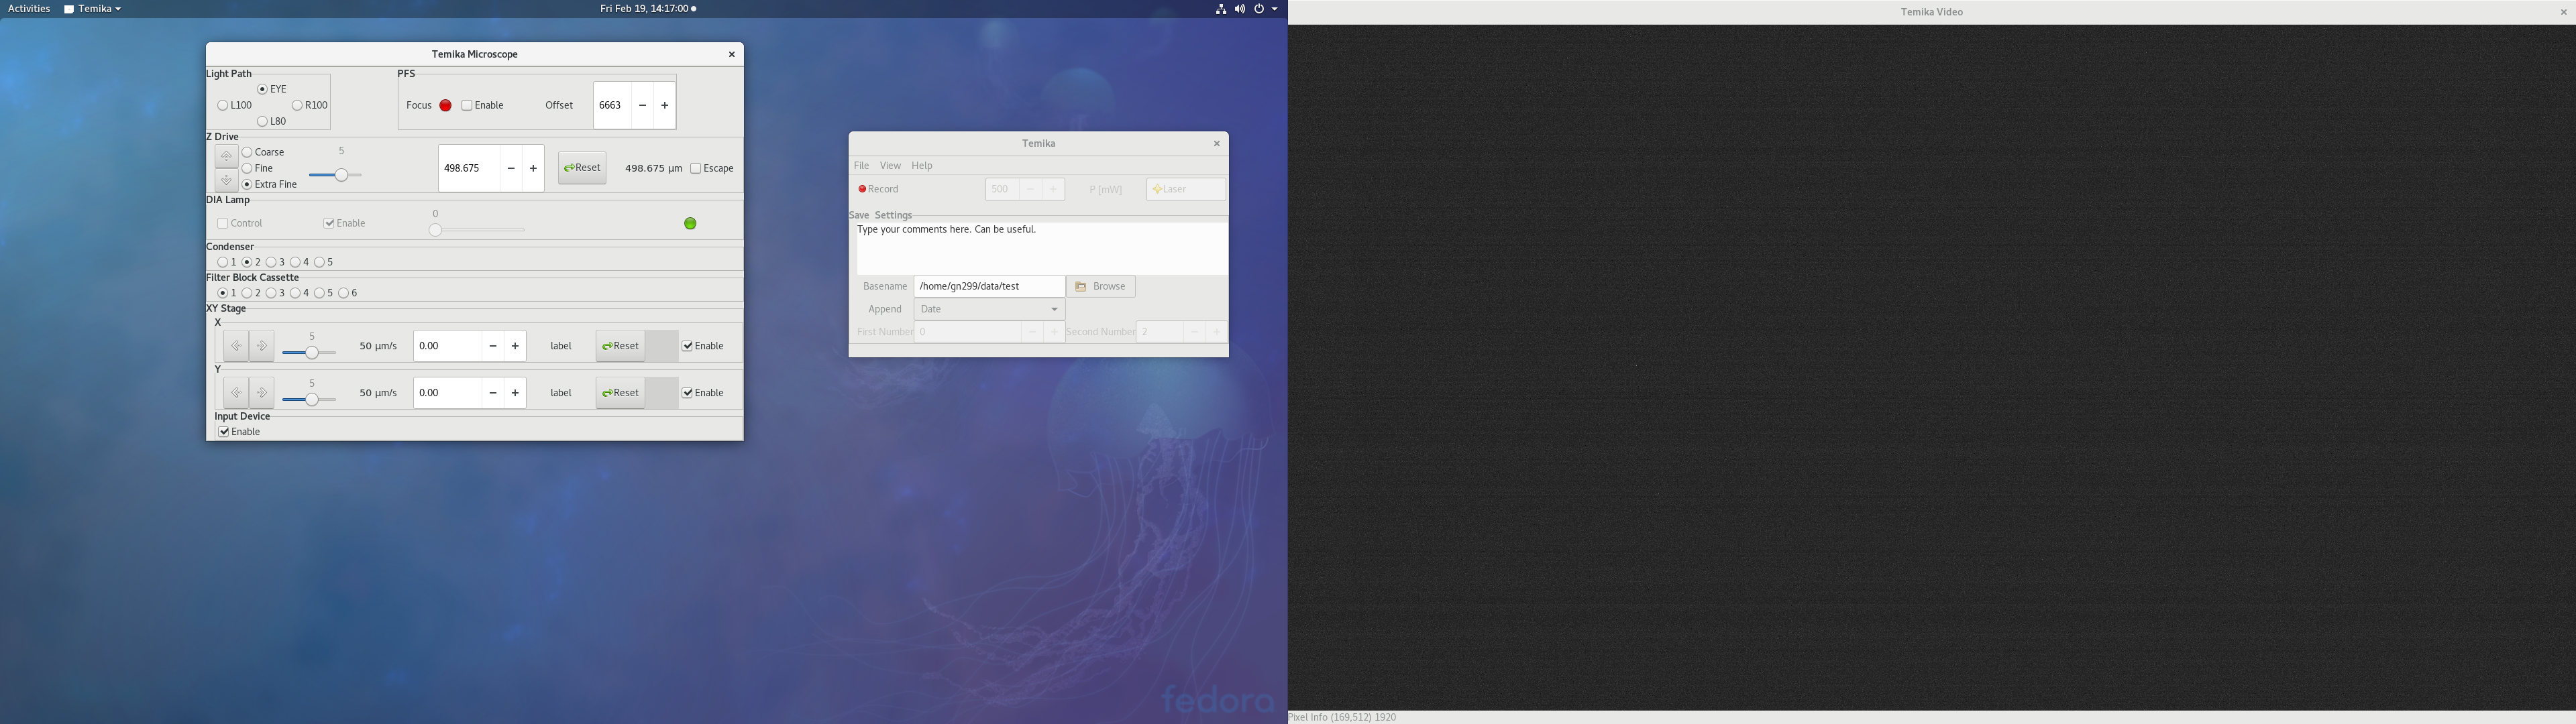 Activities Temika Fri Feb 19, 14:17:00
Temika Video
Temika Microscope
Light Path PFS
EYE
L100 R100 Focus Enable Offset 6663 − +
L80
Z Drive
Coarse 5
Fine 498.675 − + Reset 498.675 µm Escape
Extra Fine
DIA Lamp
0
Control Enable
Condenser
1 2 3 4 5
Filter Block Cassette
1 2 3 4 5 6
XY Stage
X
5
50 µm/s 0.00 − + label Reset Enable
Y
5
50 µm/s 0.00 − + label Reset Enable
Input Device
Enable
Temika
File View Help
Record 500 − + P [mW] Laser
Save Settings
Type your comments here. Can be useful.
Basename /home/gn299/data/test Browse
Append Date
First Number 0 − + Second Number 2 − +
fedora
Pixel Info (169,512) 1920